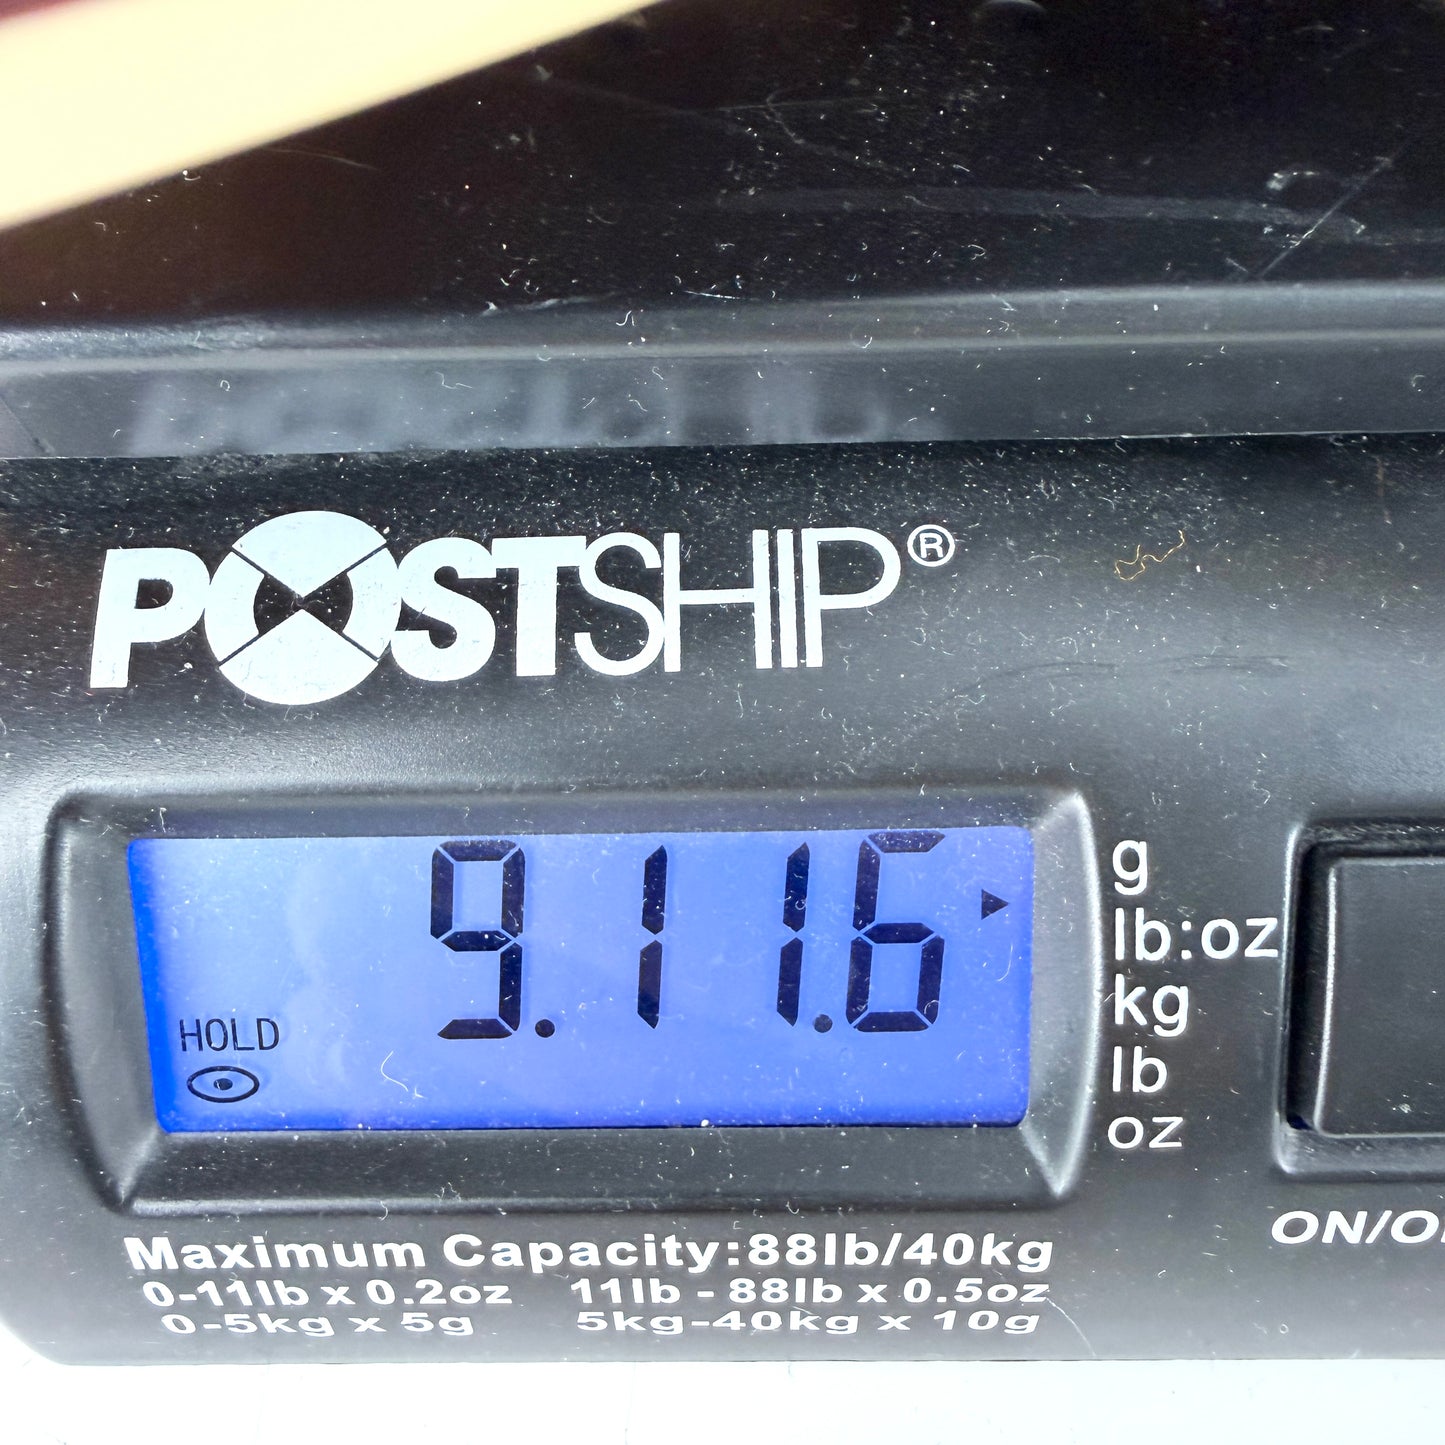 POSTSHIP®
9.11.6
HOLD
g
lb:oz
kg
lb
oz
Maximum Capacity:88lb/40kg
0-11lb x 0.2oz 11lb - 88lb x 0.5oz
0-5kg x 5g 5kg-40kg x 10g